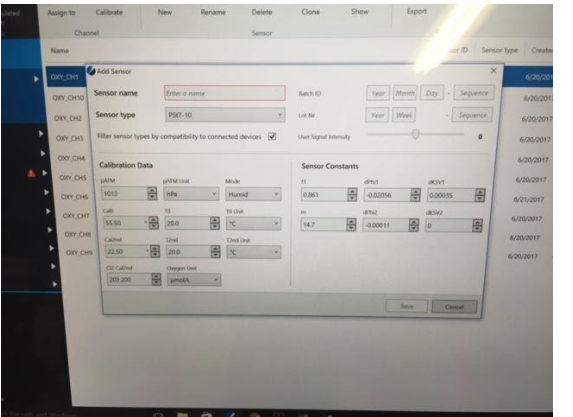 Assign to Calibrate New Rename Delete Clone Show Export
Channel Sensor
Name ID Sensor type Created
Add Sensor
OXY_CH1 6/20/201
Sensor name Enter a name Batch ID Year Month Day - Sequence
OXY_CH10 6/20/2017
Sensor type PSt7-10 Lot Nr Year Week - Sequence
OXY_CH2 6/20/2017
Filter sensor types by compatibility to connected devices User Signal Intensity 0
OXY_CH3 6/20/2017
OXY_CH4 6/20/2017
Calibration Data Sensor Constants
OXY_CH5 6/20/2017
pATM pATM Unit Mode f1 dPhi1 dKSV1
1013 hPa Humid 0.861 -0.02056 0.00035
OXY_CH6 6/21/2017
Cal0 T0 T0 Unit m dPhi2 dKSV2
OXY_CH7 6/20/2017
55.50 20.0 °C 14.7 -0.00011 0
OXY_CH8 6/20/2017
Cal2nd T2nd T2nd Unit
22.50 20.0 °C
OXY_CH9 6/20/2017
O2 Cal2nd Oxygen Unit
203.200 µmol/L
Save Cancel